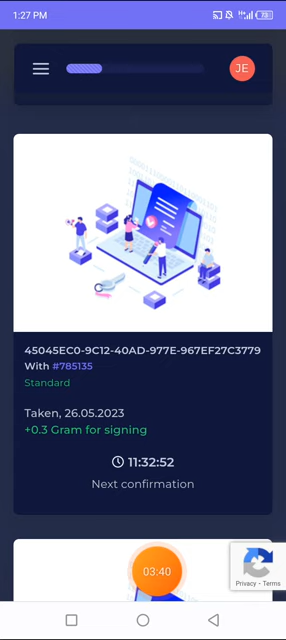 1:27 PM
JE
45045EC0-9C12-40AD-977E-967EF27C3779
With #785135
Standard
Taken, 26.05.2023
+0.3 Gram for signing
11:32:52
Next confirmation
03:40
Privacy - Terms